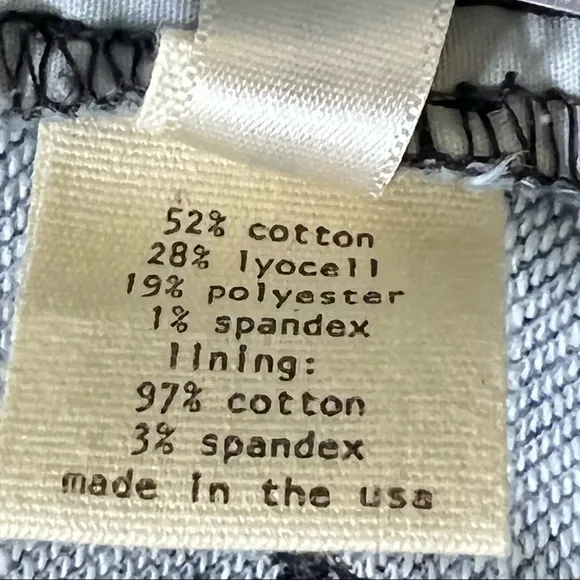 52% cotton
28% lyocell
19% polyester
1% spandex
lining:
97% cotton
3% spandex
made in the usa